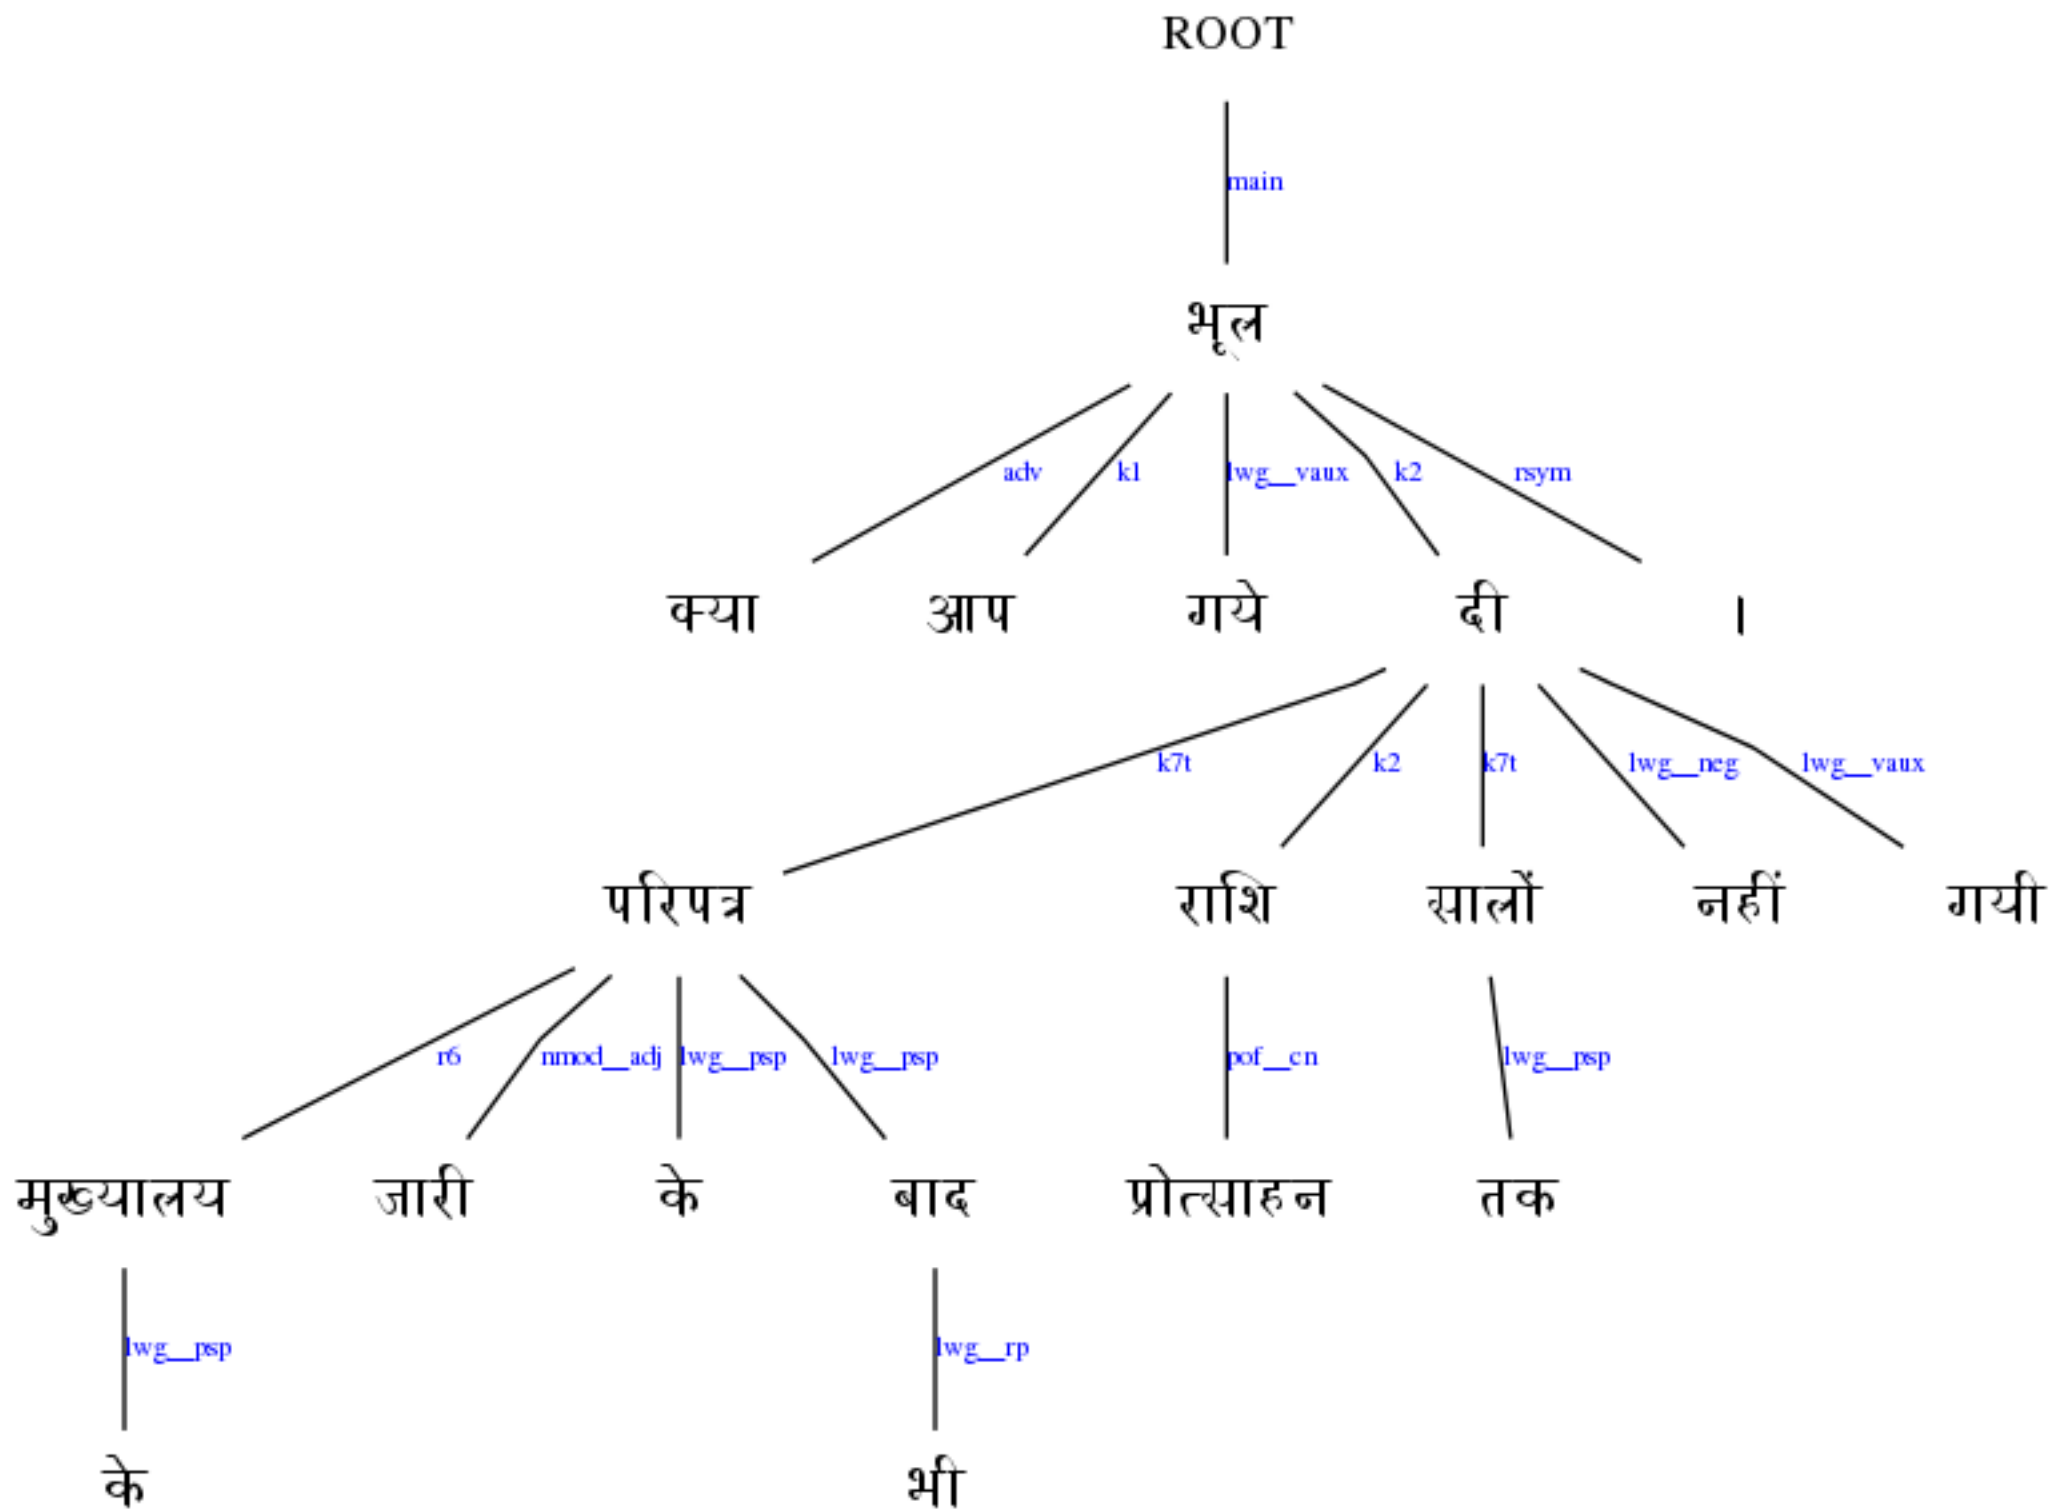 ROOT
main
भूल
adv k1 lwg__vaux k2 rsym
क्या आप गये दी ।
k7t k2 k7t lwg__neg lwg__vaux
परिपत्र राशि सालों नहीं गयी
r6 nmod__adj lwg__psp lwg__psp pof__cn lwg__psp
मुख्यालय जारी के बाद प्रोत्साहन तक
lwg__psp lwg__rp
के भी